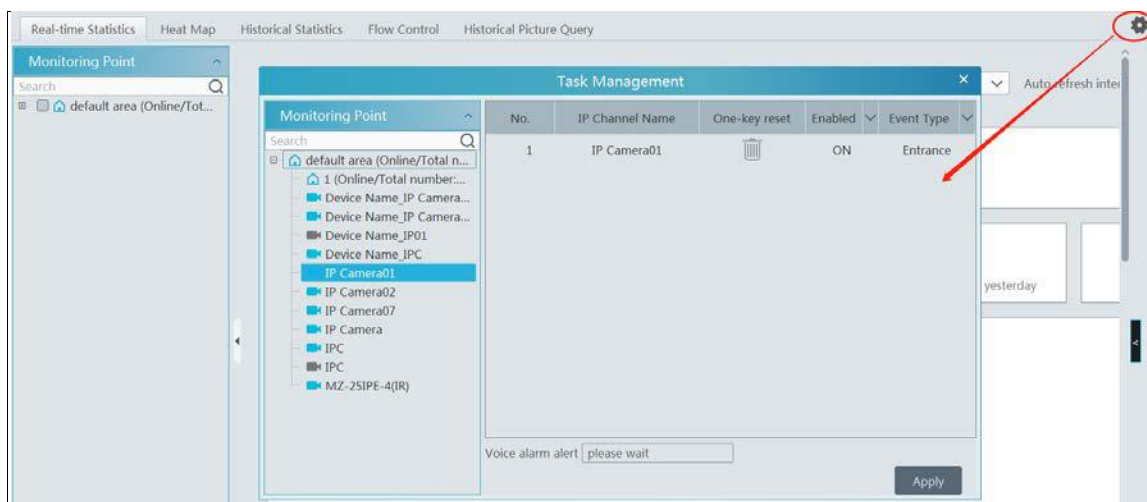 Real-time Statistics Heat Map Historical Statistics Flow Control Historical Picture Query
Monitoring Point
Search
default area (Online/Tot...
Auto refresh inter
yesterday
Task Management
Monitoring Point
Search
default area (Online/Total n...
1 (Online/Total number:...
Device Name_IP Camera...
Device Name_IP Camera...
Device Name_IP01
Device Name_IPC
IP Camera01
IP Camera02
IP Camera07
IP Camera
IPC
IPC
MZ-25IPE-4(IR)
No. IP Channel Name One-key reset Enabled Event Type
1 IP Camera01 ON Entrance
Voice alarm alert please wait
Apply